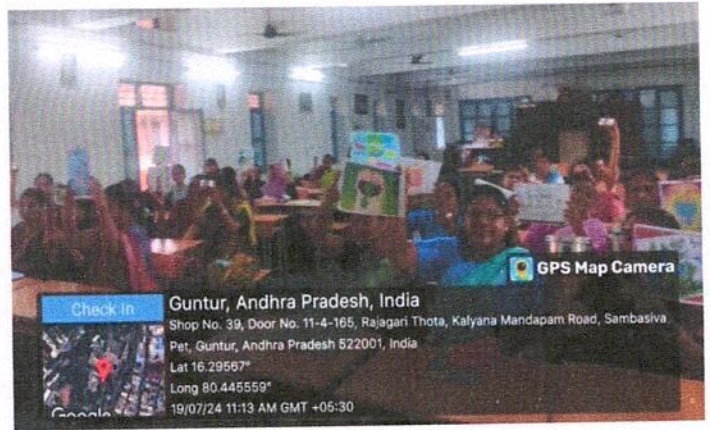 GPS Map Camera
Check In
Guntur, Andhra Pradesh, India
Shop No. 39, Door No. 11-4-165, Rajagari Thota, Kalyana Mandapam Road, Sambasiva
Pet, Guntur, Andhra Pradesh 522001, India
Lat 16.29567°
Long 80.445559°
19/07/24 11:13 AM GMT +05:30
Google